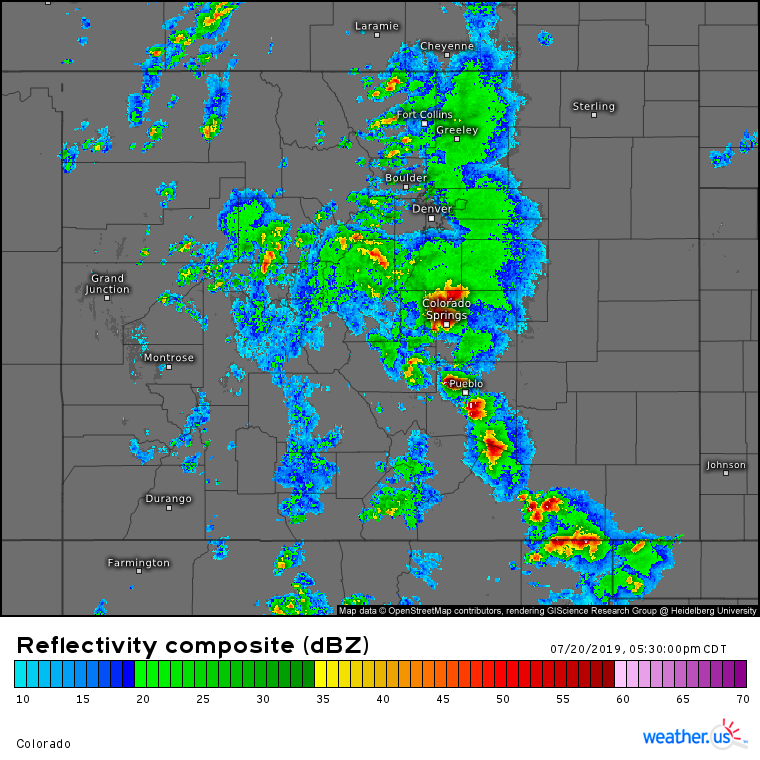 Laramie
Cheyenne
Sterling
Fort Collins
Greeley
Boulder
Denver
Grand
Junction
Colorado
Springs
Montrose
Pueblo
Johnson
Durango
Farmington
Map data © OpenStreetMap contributors, rendering GIScience Research Group @ Heidelberg University
Reflectivity composite (dBZ)
07/20/2019, 05:30:00pm CDT
10 15 20 25 30 35 40 45 50 55 60 65 70
weather.us
Colorado